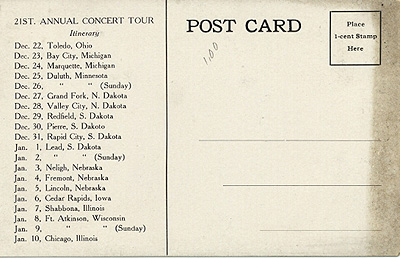 21ST. ANNUAL CONCERT TOUR
Itinerary
Dec. 22, Toledo, Ohio
Dec. 23, Bay City, Michigan
Dec. 24, Marquette, Michigan
Dec. 25, Duluth, Minnesota
Dec. 26, " " (Sunday)
Dec. 27, Grand Fork, N. Dakota
Dec. 28, Valley City, N. Dakota
Dec. 29, Redfield, S. Dakota
Dec. 30, Pierre, S. Dakoto
Dec. 31, Rapid City, S. Dakota
Jan. 1, Lead, S. Dakota
Jan. 2, " " (Sunday)
Jan. 3, Neligh, Nebraska
Jan. 4, Fremont, Nebraska
Jan. 5, Lincoln, Nebraska
Jan. 6, Cedar Rapids, Iowa
Jan. 7, Shabbona, Illinois
Jan. 8, Ft. Atkinson, Wisconsin
Jan. 9, " " (Sunday)
Jan. 10, Chicago, Illinois
POST CARD
100
Place
1-cent Stamp
Here